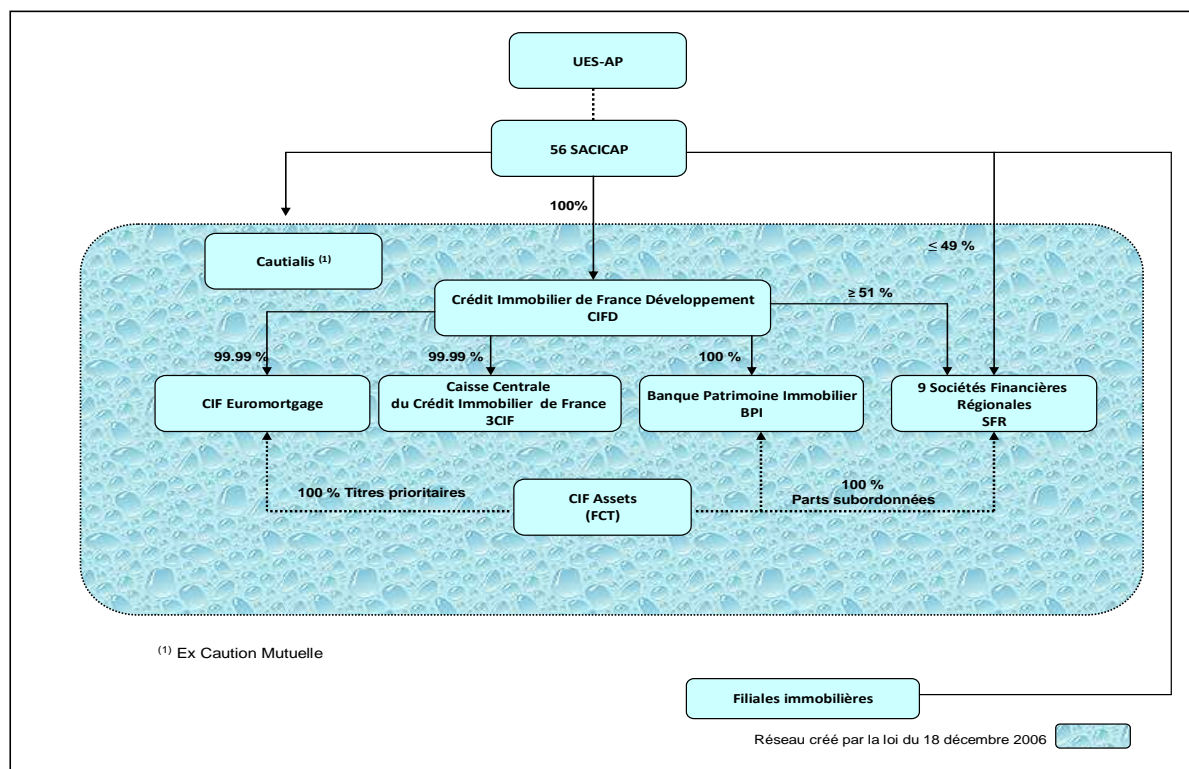 UES-AP
56 SACICAP
100%
≤ 49 %
Cautialis (1)
≥ 51 %
Crédit Immobilier de France Développement
CIFD
99.99 %
99.99 %
100 %
CIF Euromortgage
Caisse Centrale
du Crédit Immobilier de France
3CIF
Banque Patrimoine Immobilier
BPI
9 Sociétés Financières
Régionales
SFR
100 % Titres prioritaires
CIF Assets
(FCT)
100 %
Parts subordonnées
(1) Ex Caution Mutuelle
Filiales immobilières
Réseau créé par la loi du 18 décembre 2006